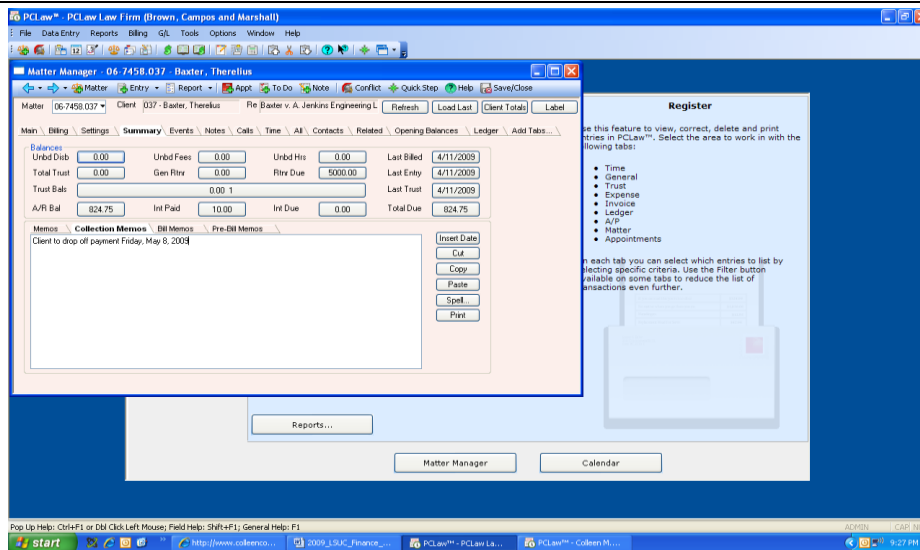 PCLaw™ - PCLaw Law Firm (Brown, Campos and Marshall)
File Data Entry Reports Billing G/L Tools Options Window Help
Matter Manager - 06-7458.037 - Baxter, Therelius
Matter Entry Report Appt To Do Note Conflict Quick Step Help Save/Close
Matter 06-7458.037 Client 037 - Baxter, Therelius Re Baxter v. A. Jenkins Engineering L Refresh Load Last Client Totals Label
Main Billing Settings Summary Events Notes Calls Time All Contacts Related Opening Balances Ledger Add Tabs...
Balances
Unbd Disb 0.00 Unbd Fees 0.00 Unbd Hrs 0.00 Last Billed 4/11/2009
Total Trust 0.00 Gen Rtnr 0.00 Rtnr Due 5000.00 Last Entry 4/11/2009
Trust Bals 0.00 1 Last Trust 4/11/2009
A/R Bal 824.75 Int Paid 10.00 Int Due 0.00 Total Due 824.75
Memos Collection Memos Bill Memos Pre-Bill Memos
Client to drop off payment Friday, May 8, 2009
Insert Date
Cut
Copy
Paste
Spell...
Print
Register
se this feature to view, correct, delete and print
ntries in PCLaw™. Select the area to work in with the
llowing tabs:
• Time
• General
• Trust
• Expense
• Invoice
• Ledger
• A/P
• Matter
• Appointments
n each tab you can select which entries to list by
electing specific criteria. Use the Filter button
vailable on some tabs to reduce the list of
ansactions even further.
Reports...
Matter Manager Calendar
Pop Up Help: Ctrl+F1 or Dbl Click Left Mouse; Field Help: Shift+F1; General Help: F1 ADMIN CAP
start http://www.colleenco... 2009_LSUC_Finance_... PCLaw™ - PCLaw La... PCLaw™ - Colleen M.... 9:27 PM